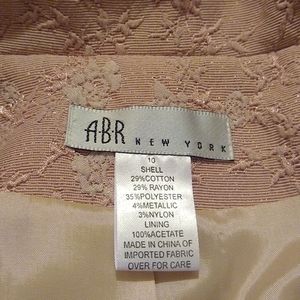 ABR NEW YORK
10
SHELL
29%COTTON
29% RAYON
35%POLYESTER
4%METALLIC
3%NYLON
LINING
100%ACETATE
MADE IN CHINA OF
IMPORTED FABRIC
OVER FOR CARE